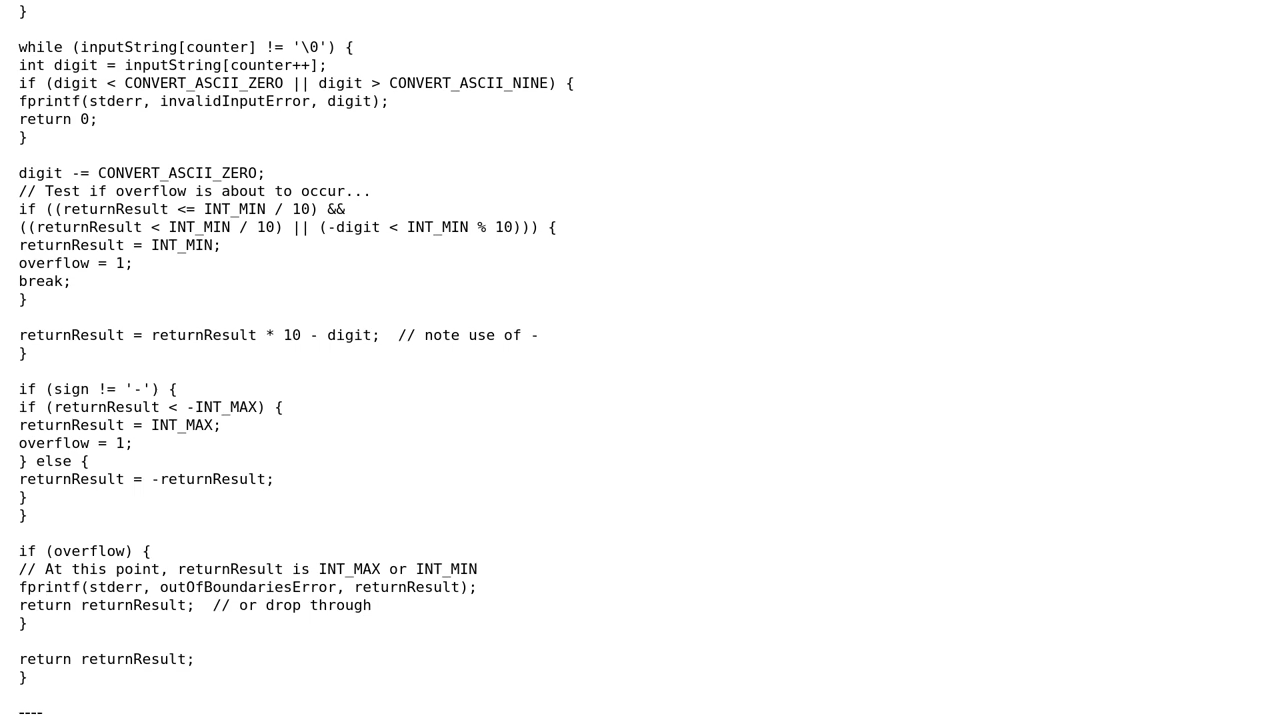 }
while (inputString[counter] != '\0') {
int digit = inputString[counter++];
if (digit < CONVERT_ASCII_ZERO || digit > CONVERT_ASCII_NINE) {
fprintf(stderr, invalidInputError, digit);
return 0;
}
digit -= CONVERT_ASCII_ZERO;
// Test if overflow is about to occur...
if ((returnResult <= INT_MIN / 10) &&
((returnResult < INT_MIN / 10) || (-digit < INT_MIN % 10))) {
returnResult = INT_MIN;
overflow = 1;
break;
}
returnResult = returnResult * 10 - digit;  // note use of -
}
if (sign != '-') {
if (returnResult < -INT_MAX) {
returnResult = INT_MAX;
overflow = 1;
} else {
returnResult = -returnResult;
}
}
if (overflow) {
// At this point, returnResult is INT_MAX or INT_MIN
fprintf(stderr, outOfBoundariesError, returnResult);
return returnResult;  // or drop through
}
return returnResult;
}
----